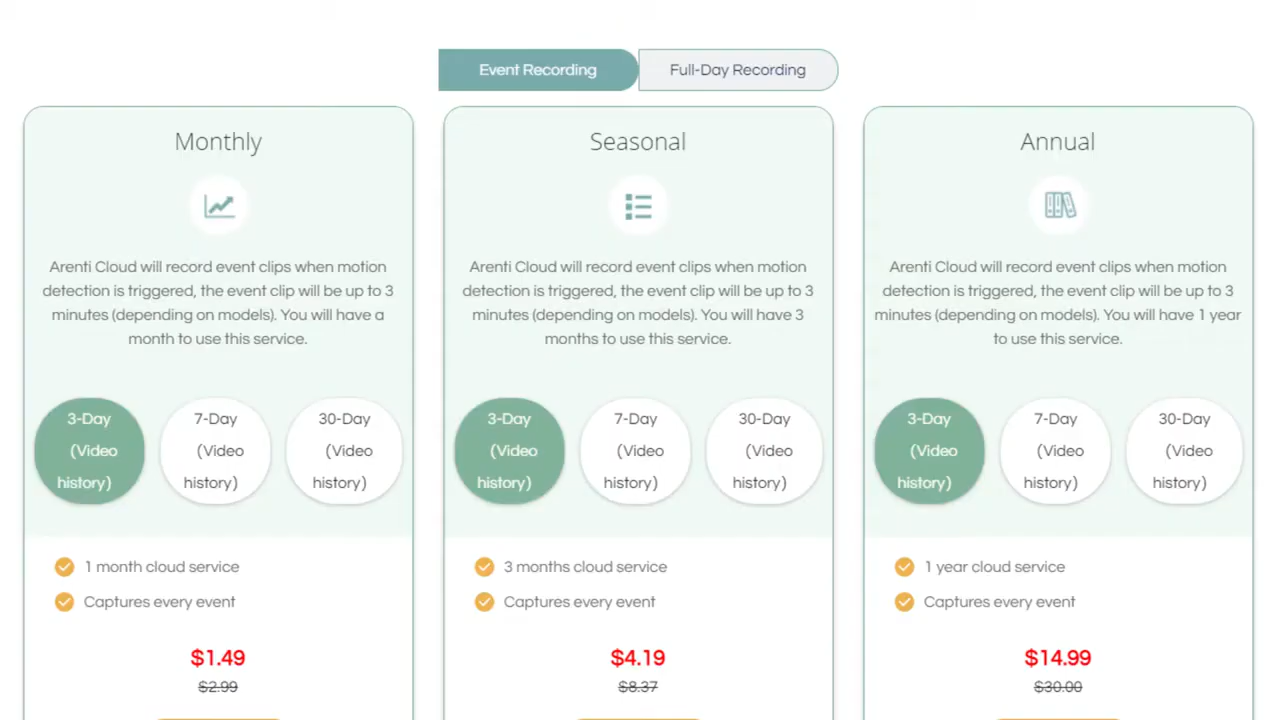 Event Recording
Full-Day Recording
Monthly
Arenti Cloud will record event clips when motion
detection is triggered, the event clip will be up to 3
minutes (depending on models). You will have a
month to use this service.
3-Day
(Video
history)
7-Day
(Video
history)
30-Day
(Video
history)
1 month cloud service
Captures every event
$1.49
$2.99
Seasonal
Arenti Cloud will record event clips when motion
detection is triggered, the event clip will be up to 3
minutes (depending on models). You will have 3
months to use this service.
3-Day
(Video
history)
7-Day
(Video
history)
30-Day
(Video
history)
3 months cloud service
Captures every event
$4.19
$8.37
Annual
Arenti Cloud will record event clips when motion
detection is triggered, the event clip will be up to 3
minutes (depending on models). You will have 1 year
to use this service.
3-Day
(Video
history)
7-Day
(Video
history)
30-Day
(Video
history)
1 year cloud service
Captures every event
$14.99
$30.00